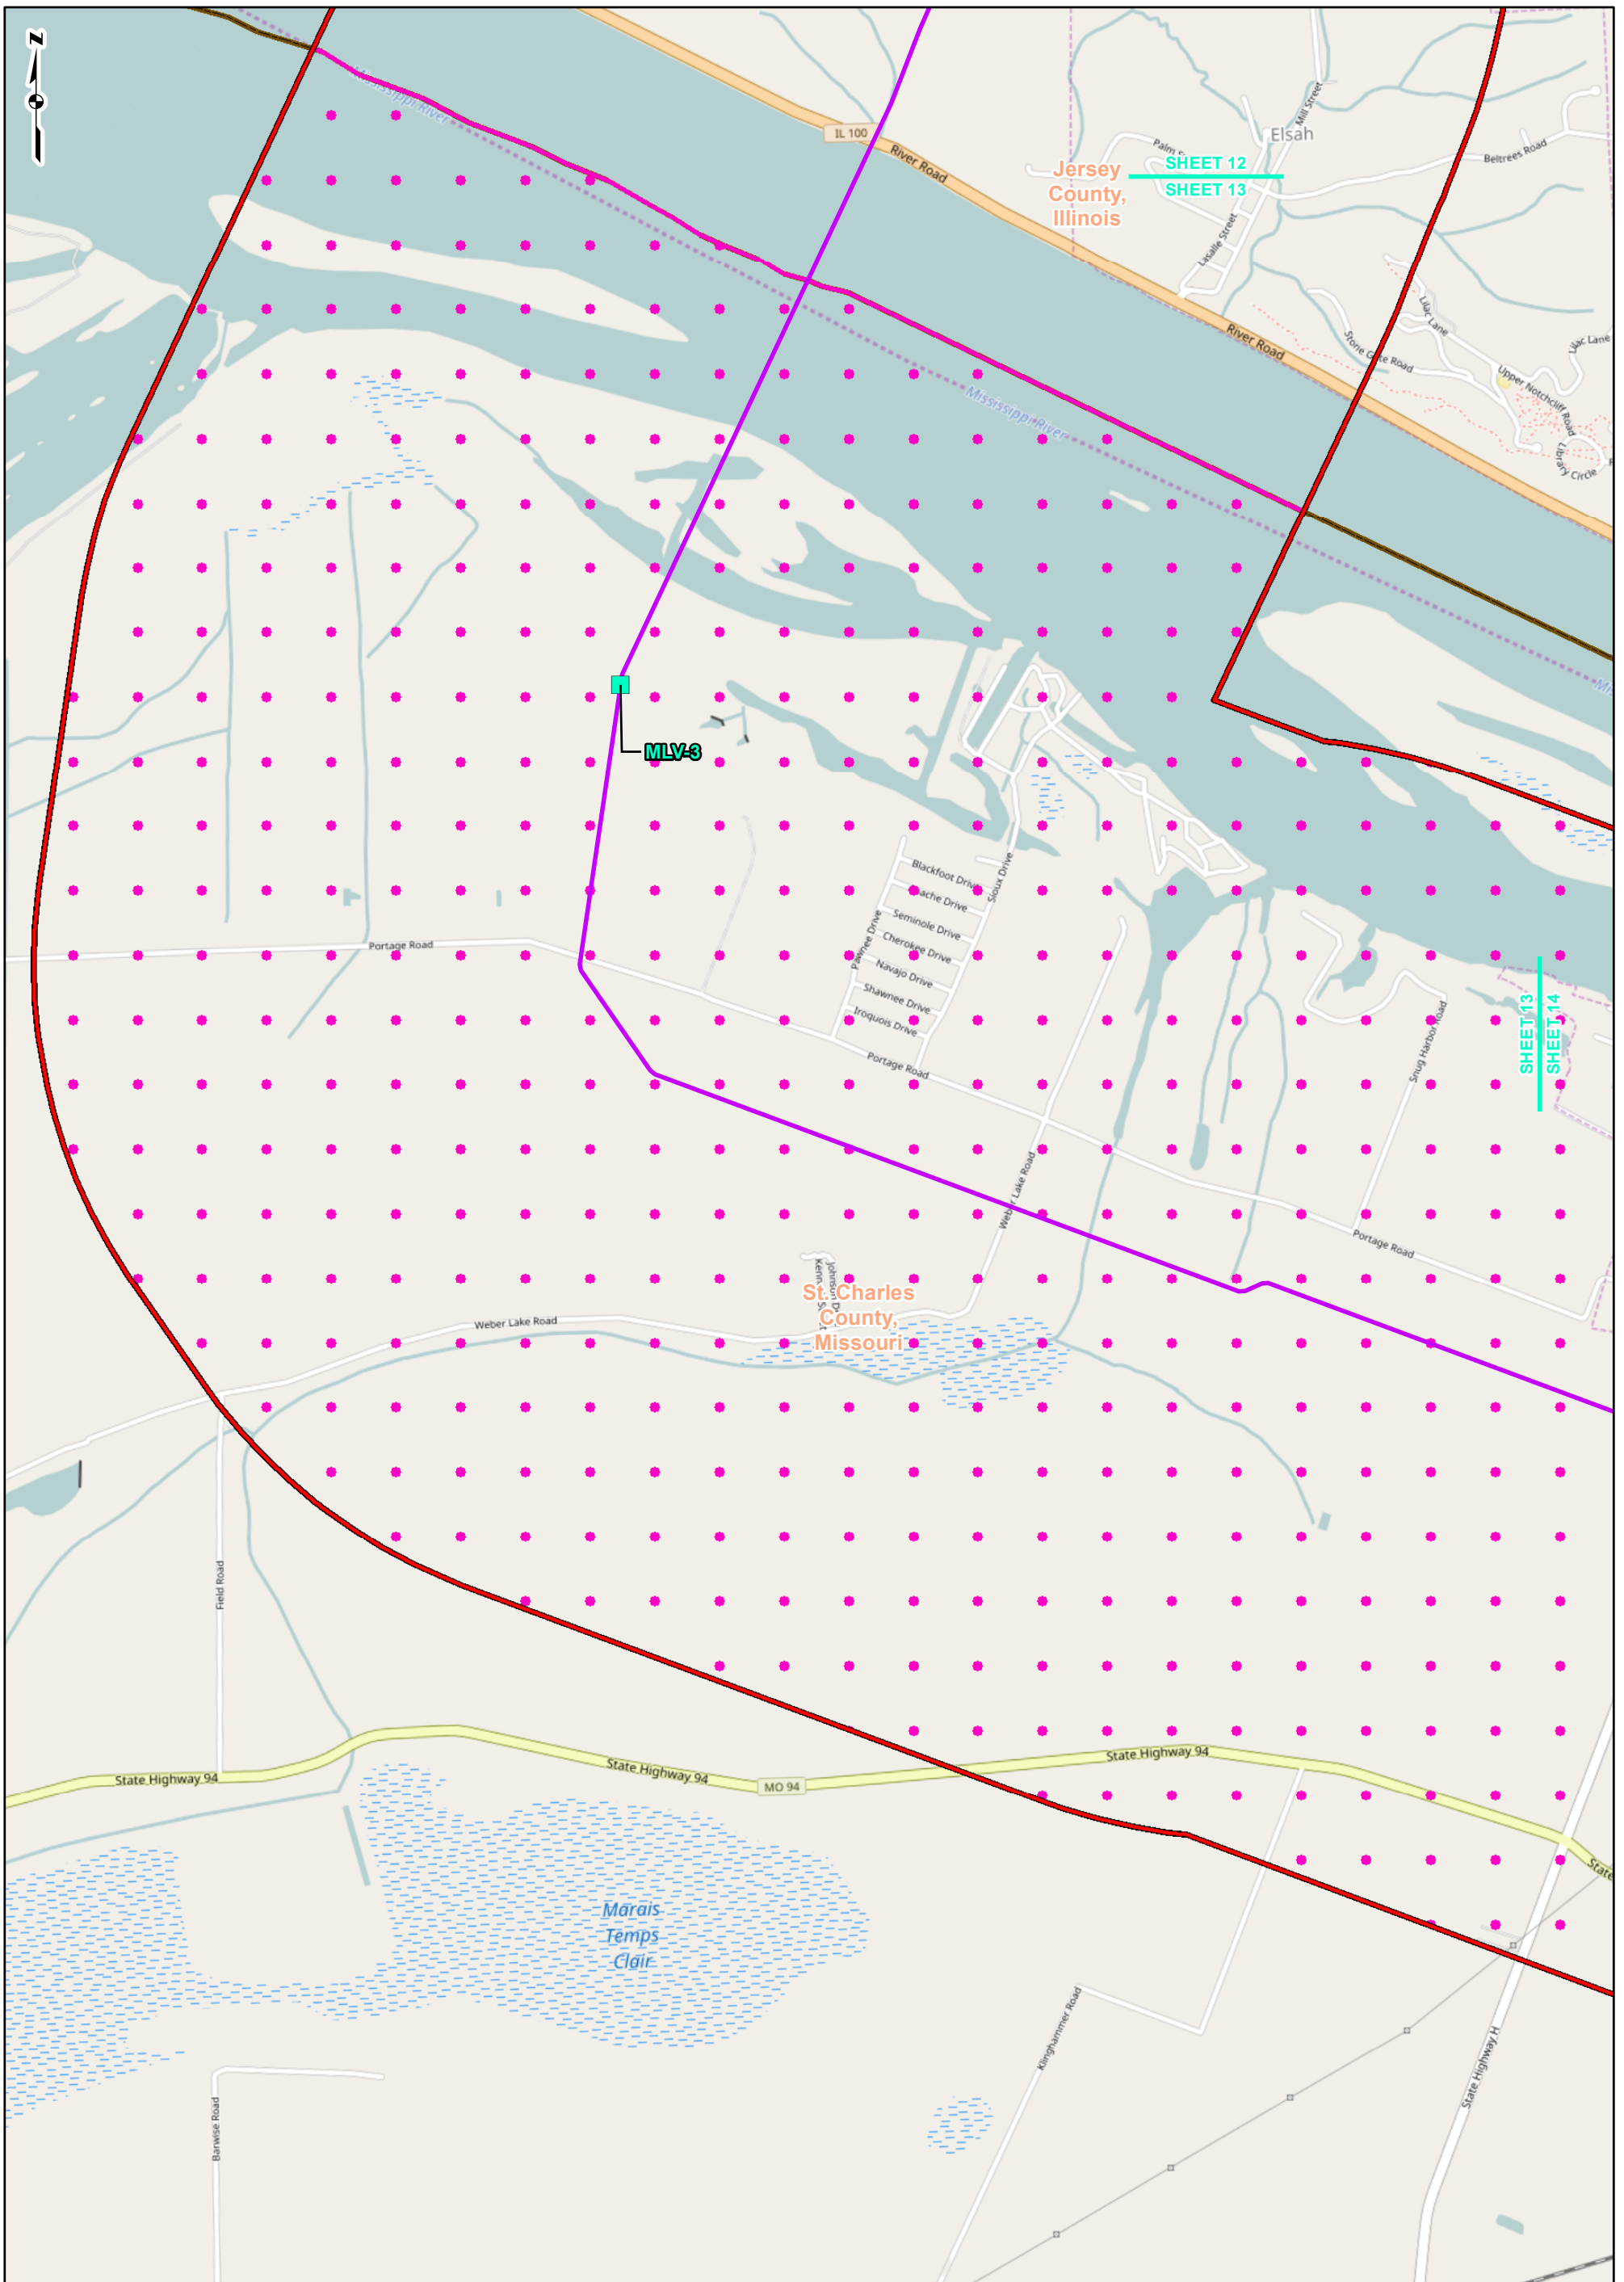 N
Mississippi River
IL 100
River Road
Mill Street
Elsah
Beltrees Road
Jersey
County,
Illinois
SHEET 12
SHEET 13
Lasalle Street
River Road
Lilac Lane
Stone Gate Road
Lilac Lane
Upper Notchcliff Road
Library Circle
Mississippi River
MLV-3
Blackfoot Drive
Seminole Drive
Cherokee Drive
Navajo Drive
Shawnee Drive
Iroquois Drive
Sioux Drive
Pawnee Drive
Portage Road
Portage Road
Snug Harbor Road
SHEET 13
SHEET 14
Weber Lake Road
Portage Road
St. Charles
County,
Missouri
Weber Lake Road
Field Road
State Highway 94
State Highway 94
MO 94
State Highway 94
State
Marais
Temps
Clair
Klinghammer Road
State Highway H
Barwise Road